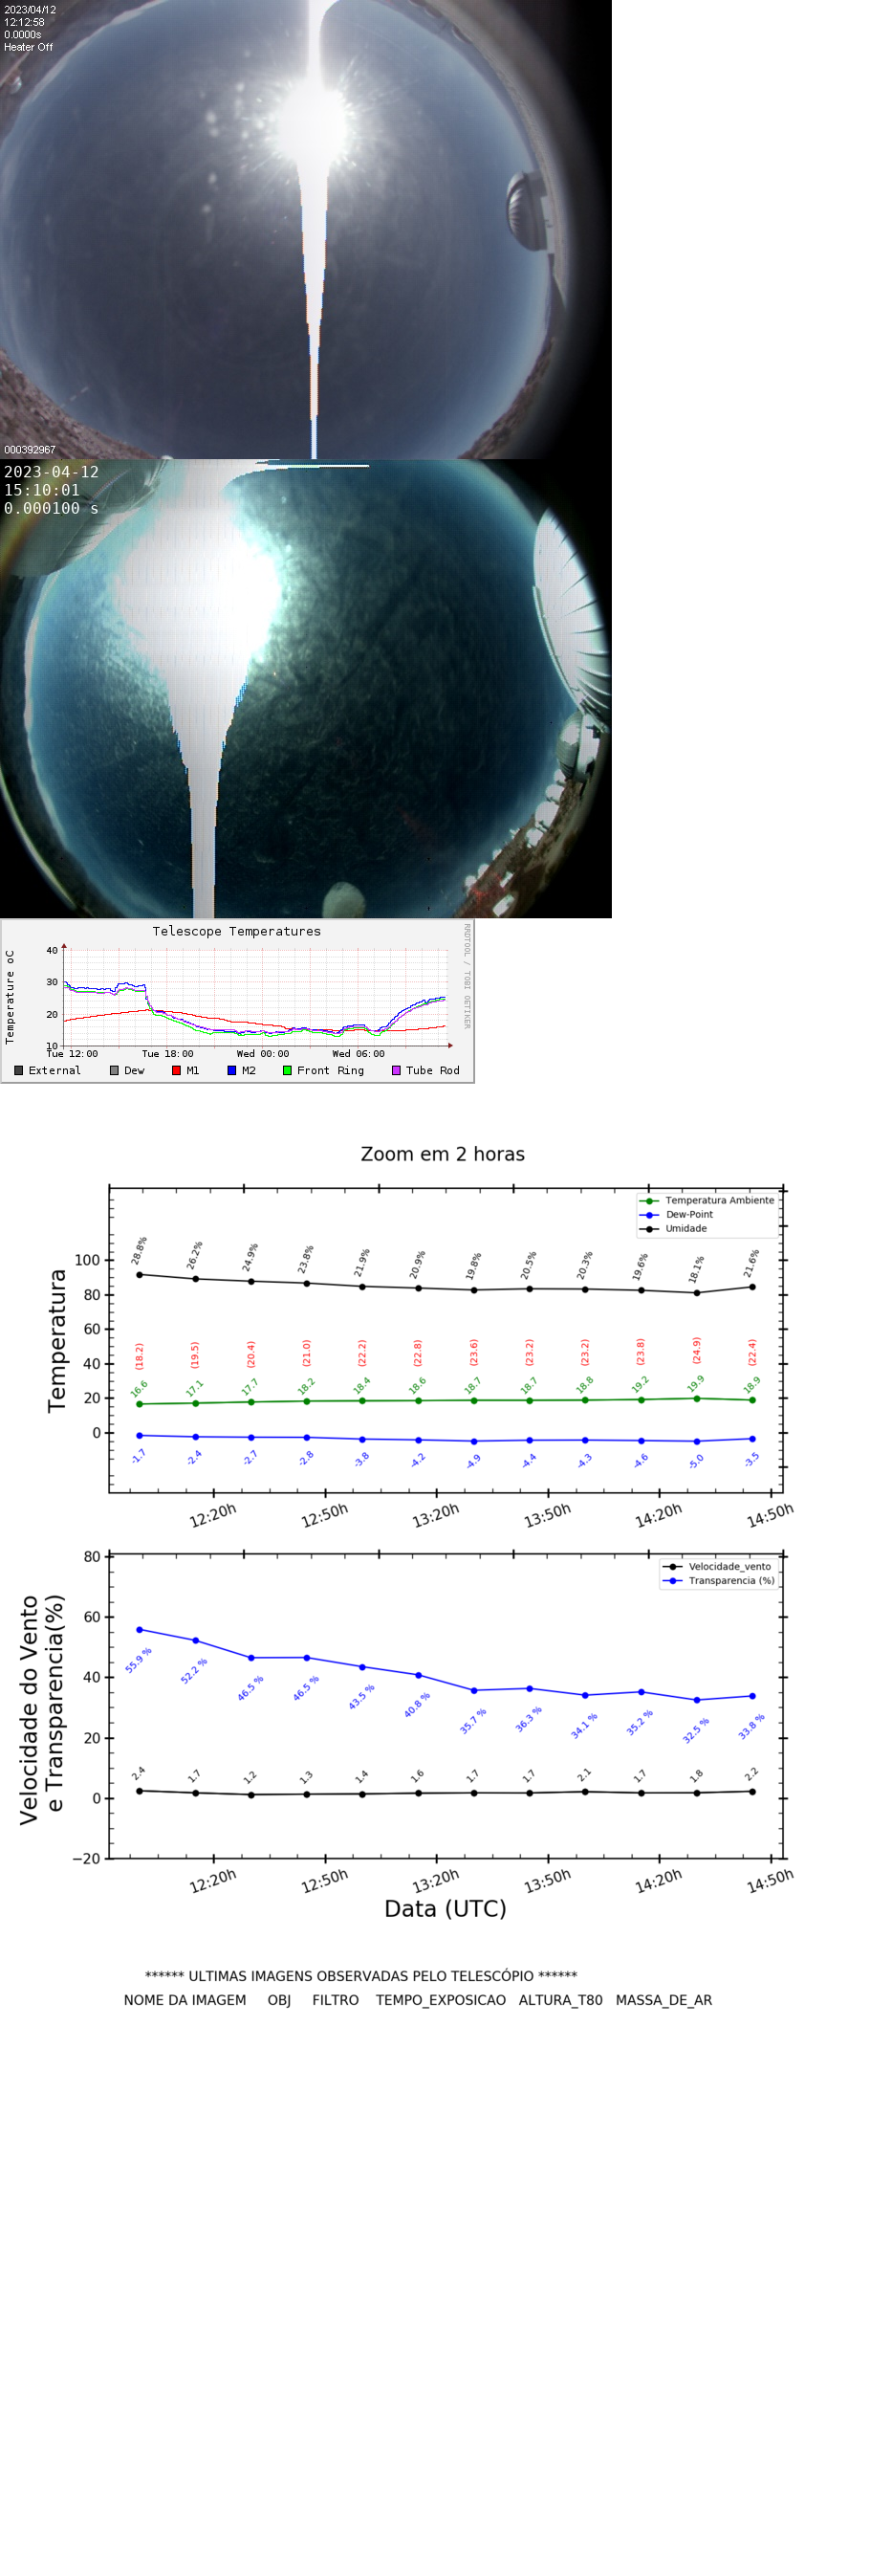 2023/04/12
12:12:58
0.0000s
Heater Off
000392967
2023-04-12
15:10:01
0.000100 s
Telescope Temperatures
RRDTOOL / TOBI OETIKER
Temperature oC
40
30
20
10
Tue 12:00 Tue 18:00 Wed 00:00 Wed 06:00
External Dew M1 M2 Front Ring Tube Rod
Zoom em 2 horas
Temperatura Ambiente
Dew-Point
Umidade
Temperatura
100
80
60
40
20
0
28.8% 26.2% 24.9% 23.8% 21.9% 20.9% 19.8% 20.5% 20.3% 19.6% 18.1% 21.6%
(18.2) (19.5) (20.4) (21.0) (22.2) (22.8) (23.6) (23.2) (23.2) (23.8) (24.9) (22.4)
16.6 17.1 17.7 18.2 18.4 18.6 18.7 18.7 18.8 19.2 19.9 18.9
-1.7 -2.4 -2.7 -2.8 -3.8 -4.2 -4.9 -4.4 -4.3 -4.6 -5.0 -3.5
12:20h 12:50h 13:20h 13:50h 14:20h 14:50h
Velocidade_vento
Transparencia (%)
Velocidade do Vento
e Transparencia(%)
80
60
40
20
0
−20
55.9 % 52.2 % 46.5 % 46.5 % 43.5 % 40.8 % 35.7 % 36.3 % 34.1 % 35.2 % 32.5 % 33.8 %
2.4 1.7 1.2 1.3 1.4 1.6 1.7 1.7 2.1 1.7 1.8 2.2
12:20h 12:50h 13:20h 13:50h 14:20h 14:50h
Data (UTC)
****** ULTIMAS IMAGENS OBSERVADAS PELO TELESCÓPIO ******
NOME DA IMAGEM OBJ FILTRO TEMPO_EXPOSICAO ALTURA_T80 MASSA_DE_AR